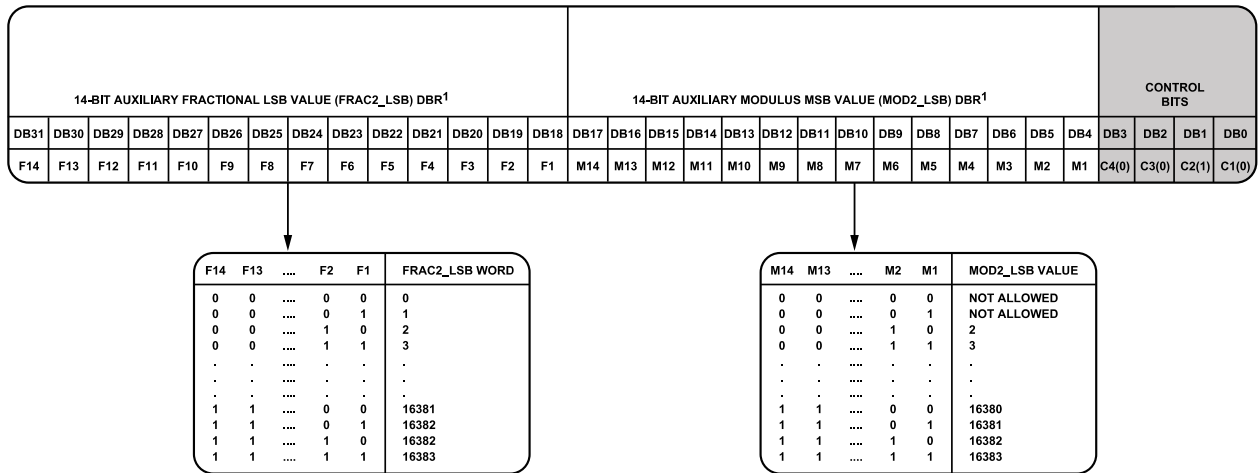 14-BIT AUXILIARY FRACTIONAL LSB VALUE (FRAC2_LSB) DBR1 14-BIT AUXILIARY MODULUS MSB VALUE (MOD2_LSB) DBR1 CONTROL BITS
DB31 DB30 DB29 DB28 DB27 DB26 DB25 DB24 DB23 DB22 DB21 DB20 DB19 DB18 DB17 DB16 DB15 DB14 DB13 DB12 DB11 DB10 DB9 DB8 DB7 DB6 DB5 DB4 DB3 DB2 DB1 DB0
F14 F13 F12 F11 F10 F9 F8 F7 F6 F5 F4 F3 F2 F1 M14 M13 M12 M11 M10 M9 M8 M7 M6 M5 M4 M3 M2 M1 C4(0) C3(0) C2(1) C1(0)
F14 F13 .... F2 F1 FRAC2_LSB WORD
0 0 .... 0 0 0
0 0 .... 0 1 1
0 0 .... 1 0 2
0 0 .... 1 1 3
. . .... . . .
. . .... . . .
. . .... . . .
1 1 .... 0 0 16381
1 1 .... 0 1 16382
1 1 .... 1 0 16382
1 1 .... 1 1 16383
M14 M13 .... M2 M1 MOD2_LSB VALUE
0 0 .... 0 0 NOT ALLOWED
0 0 .... 0 1 NOT ALLOWED
0 0 .... 1 0 2
0 0 .... 1 1 3
. . .... . . .
. . .... . . .
. . .... . . .
1 1 .... 0 0 16380
1 1 .... 0 1 16381
1 1 .... 1 0 16382
1 1 .... 1 1 16383